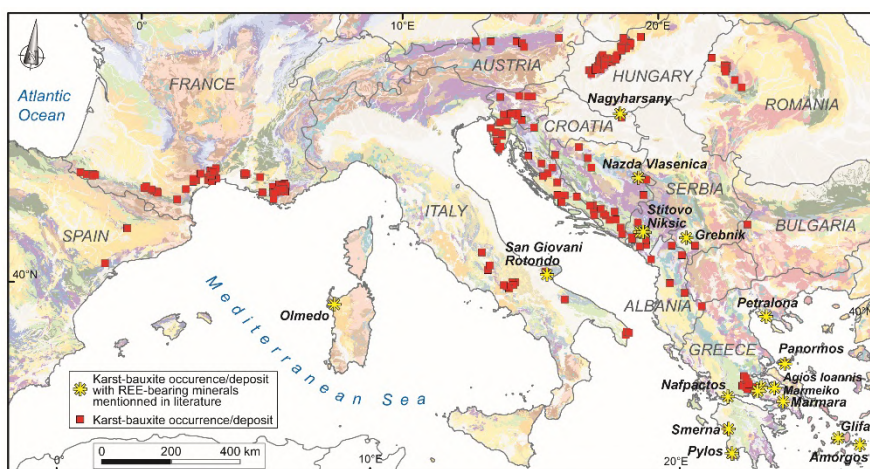 0°
10°E
20°E
FRANCE
AUSTRIA
HUNGARY
ROMANIA
Atlantic
Ocean
Nagyharsany
CROATIA
Nazda Vlasenica
SERBIA
Stitovo
Niksic
BULGARIA
Grebnik
ITALY
SPAIN
San Giovani
Rotondo
40°N
ALBANIA
Olmedo
Petralona
40°N
Mediterranean Sea
GREECE
Panormos
Agios Ioannis
Nafpactos
Marmeiko
Marmara
Smerna
Glifa
Pylos
Amorgos
Karst-bauxite occurence/deposit
with REE-bearing minerals
mentionned in literature
Karst-bauxite occurrence/deposit
0 200 400 km
0°
10°E
20°E